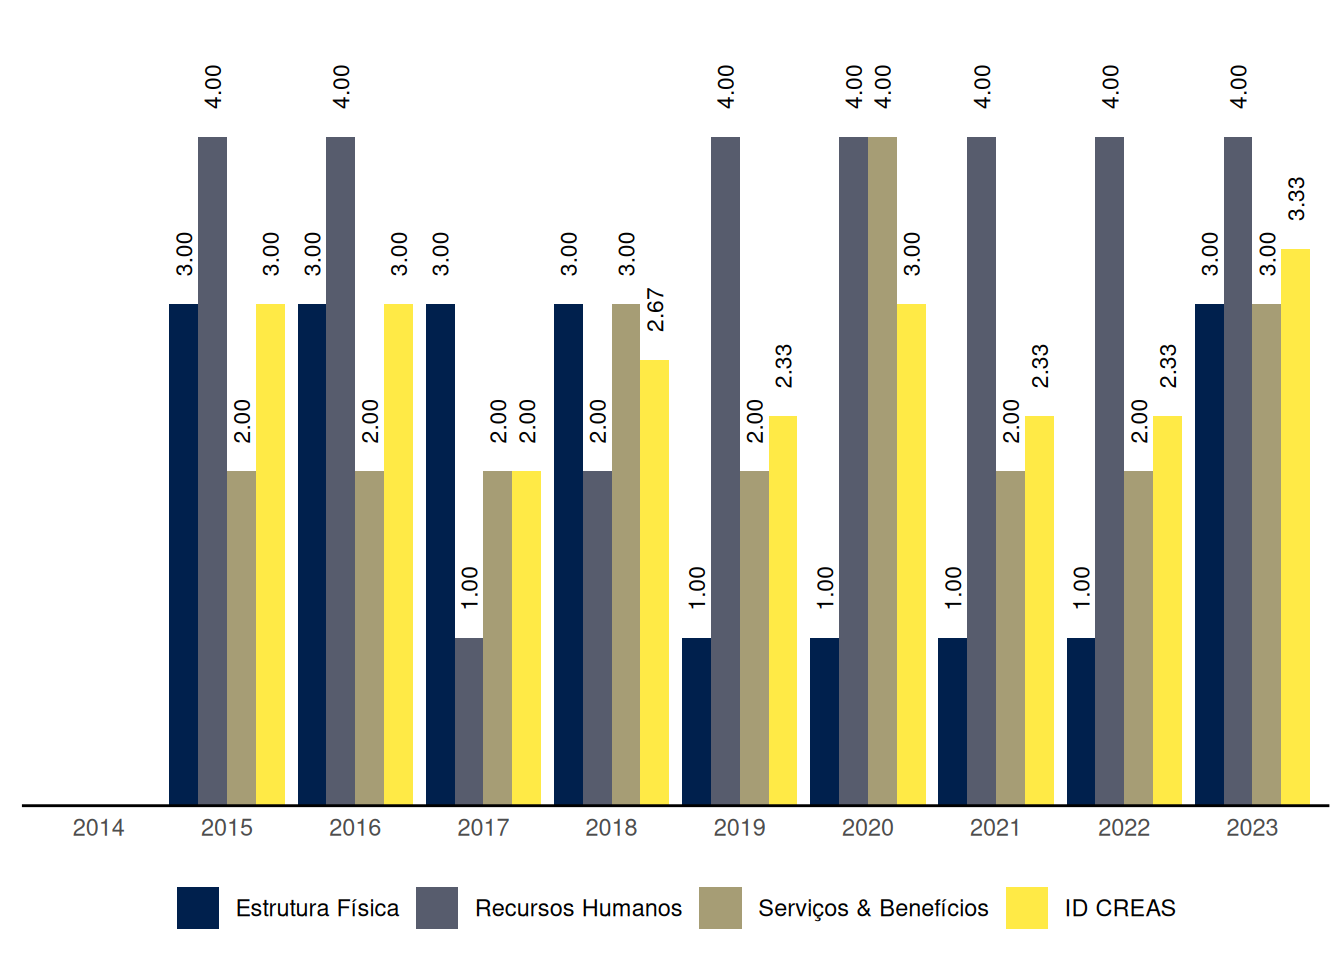 4.00 4.00 4.00 4.00 4.00 4.00 4.00 4.00
3.33
3.00 3.00 3.00 3.00 3.00 3.00 3.00 3.00 3.00 3.00
2.67
2.33 2.33 2.33
2.00 2.00 2.00 2.00 2.00 2.00 2.00 2.00
1.00 1.00 1.00 1.00 1.00
2014 2015 2016 2017 2018 2019 2020 2021 2022 2023
Estrutura Física Recursos Humanos Serviços & Benefícios ID CREAS